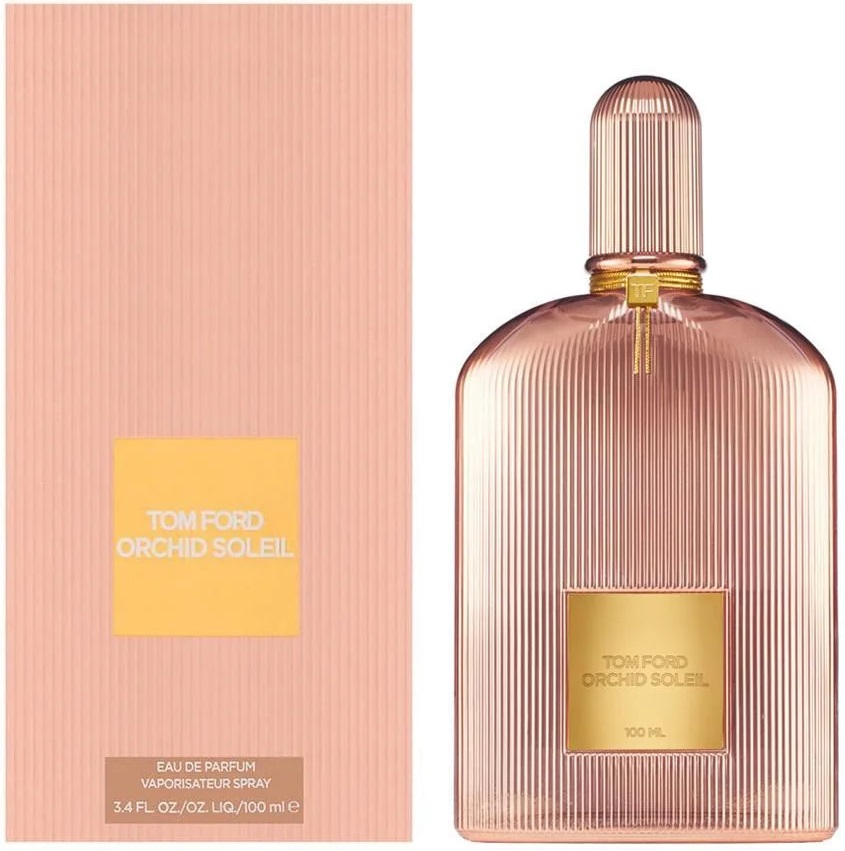 TOM FORD
ORCHID SOLEIL
EAU DE PARFUM
VAPORISATEUR SPRAY
3.4 FL. OZ./OZ. LIQ./100 ml ℮
TF
TOM FORD
ORCHID SOLEIL
100 ML